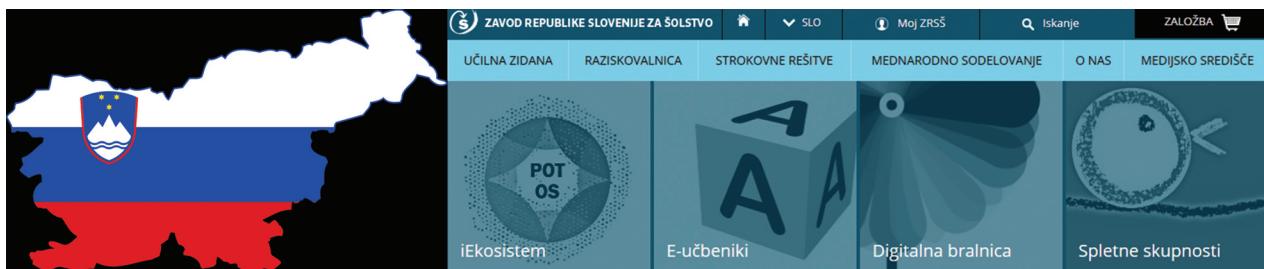 Š ZAVOD REPUBLIKE SLOVENIJE ZA ŠOLSTVO SLO Moj ZRSŠ Iskanje ZALOŽBA
UČILNA ZIDANA RAZISKOVALNICA STROKOVNE REŠITVE MEDNARODNO SODELOVANJE O NAS MEDIJSKO SREDIŠČE
POT
OS
A
A
A
iEkosistem
E-učbeniki
Digitalna bralnica
Spletne skupnosti